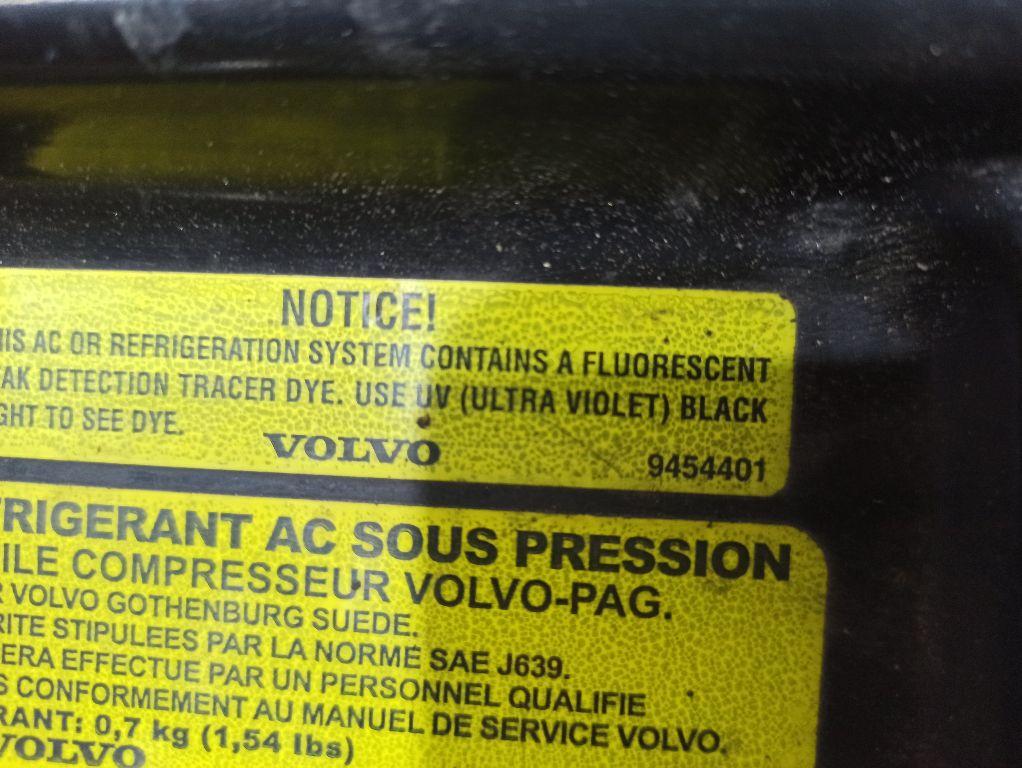 NOTICE!
HIS AC OR REFRIGERATION SYSTEM CONTAINS A FLUORESCENT
EAK DETECTION TRACER DYE. USE UV (ULTRA VIOLET) BLACK
GHT TO SEE DYE.
VOLVO
9454401
FRIGERANT AC SOUS PRESSION
ILE COMPRESSEUR VOLVO-PAG.
R VOLVO GOTHENBURG SUEDE.
RITE STIPULEES PAR LA NORME SAE J639.
ERA EFFECTUE PAR UN PERSONNEL QUALIFIE
S CONFORMEMENT AU MANUEL DE SERVICE VOLVO.
RANT: 0,7 kg (1,54 lbs)
VOLVO